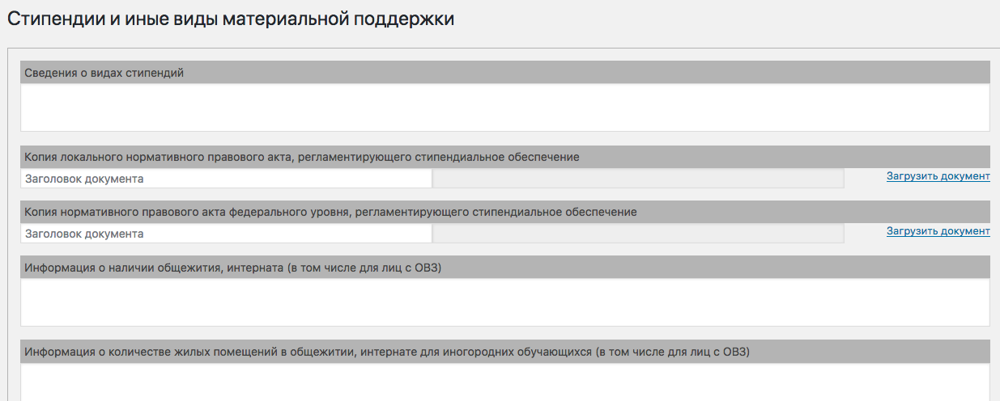 Стипендии и иные виды материальной поддержки
Сведения о видах стипендий
Копия локального нормативного правового акта, регламентирующего стипендиальное обеспечение
Заголовок документа
Загрузить документ
Копия нормативного правового акта федерального уровня, регламентирующего стипендиальное обеспечение
Заголовок документа
Загрузить документ
Информация о наличии общежития, интерната (в том числе для лиц с ОВЗ)
Информация о количестве жилых помещений в общежитии, интернате для иногородних обучающихся (в том числе для лиц с ОВЗ)